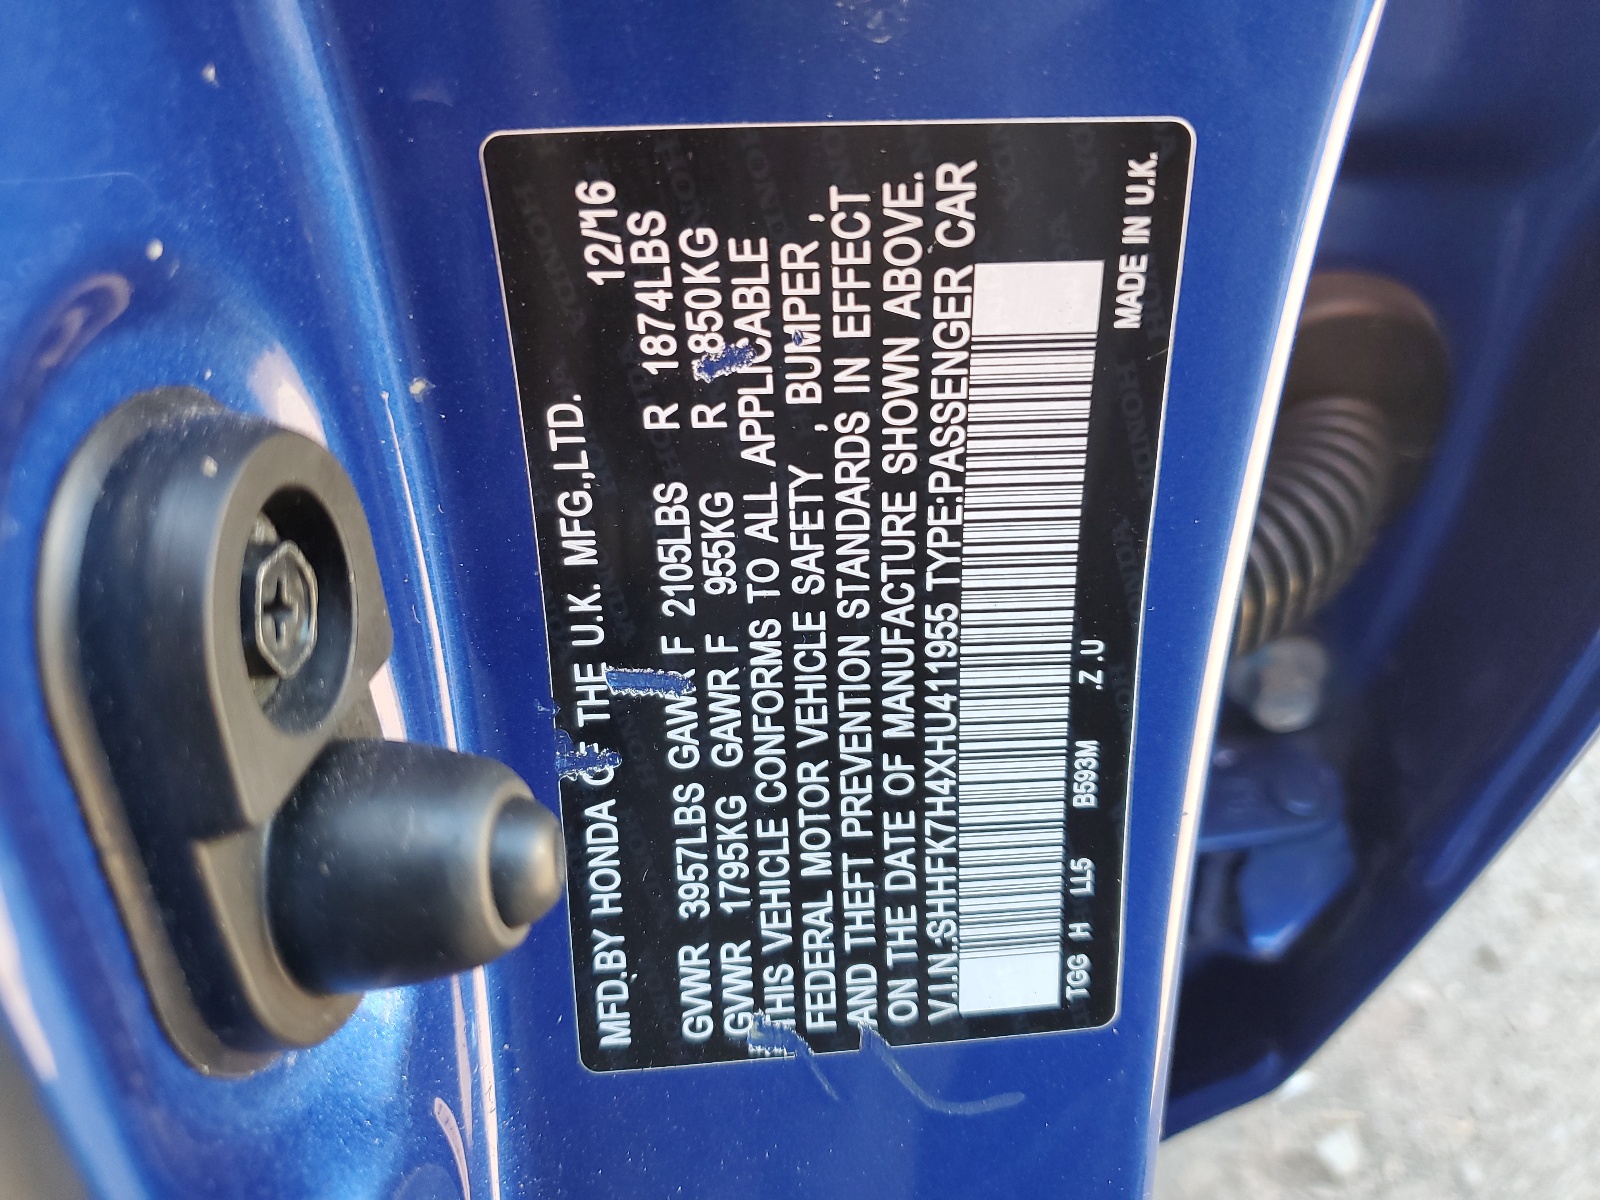 MFD.BY HONDA OF THE U.K. MFG.,LTD. 12/16
GVWR 3957LBS GAWR F 2105LBS R 1874LBS
GVWR 1795KG GAWR F 955KG R 850KG
THIS VEHICLE CONFORMS TO ALL APPLICABLE
FEDERAL MOTOR VEHICLE SAFETY , BUMPER ,
AND THEFT PREVENTION STANDARDS IN EFFECT
ON THE DATE OF MANUFACTURE SHOWN ABOVE.
V.I.N.:SHHFK7H4XHU411955 TYPE:PASSENGER CAR
TGG H LL5 B593M .Z .U
MADE IN U.K.